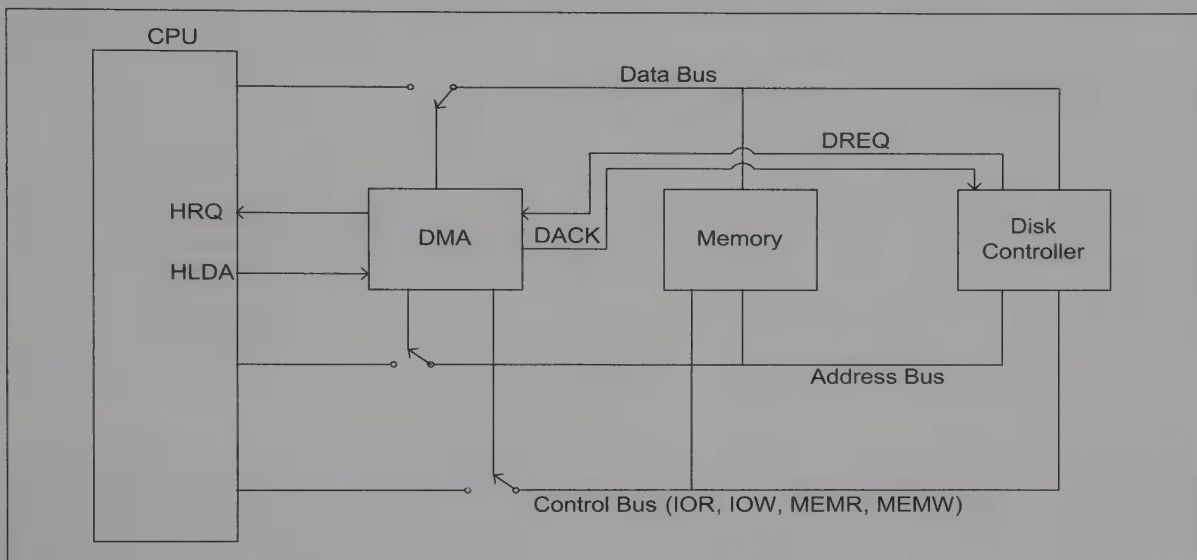 CPU
Data Bus
DREQ
HRQ
DMA
DACK
Memory
Disk
Controller
HLDA
Address Bus
Control Bus (IOR, IOW, MEMR, MEMW)